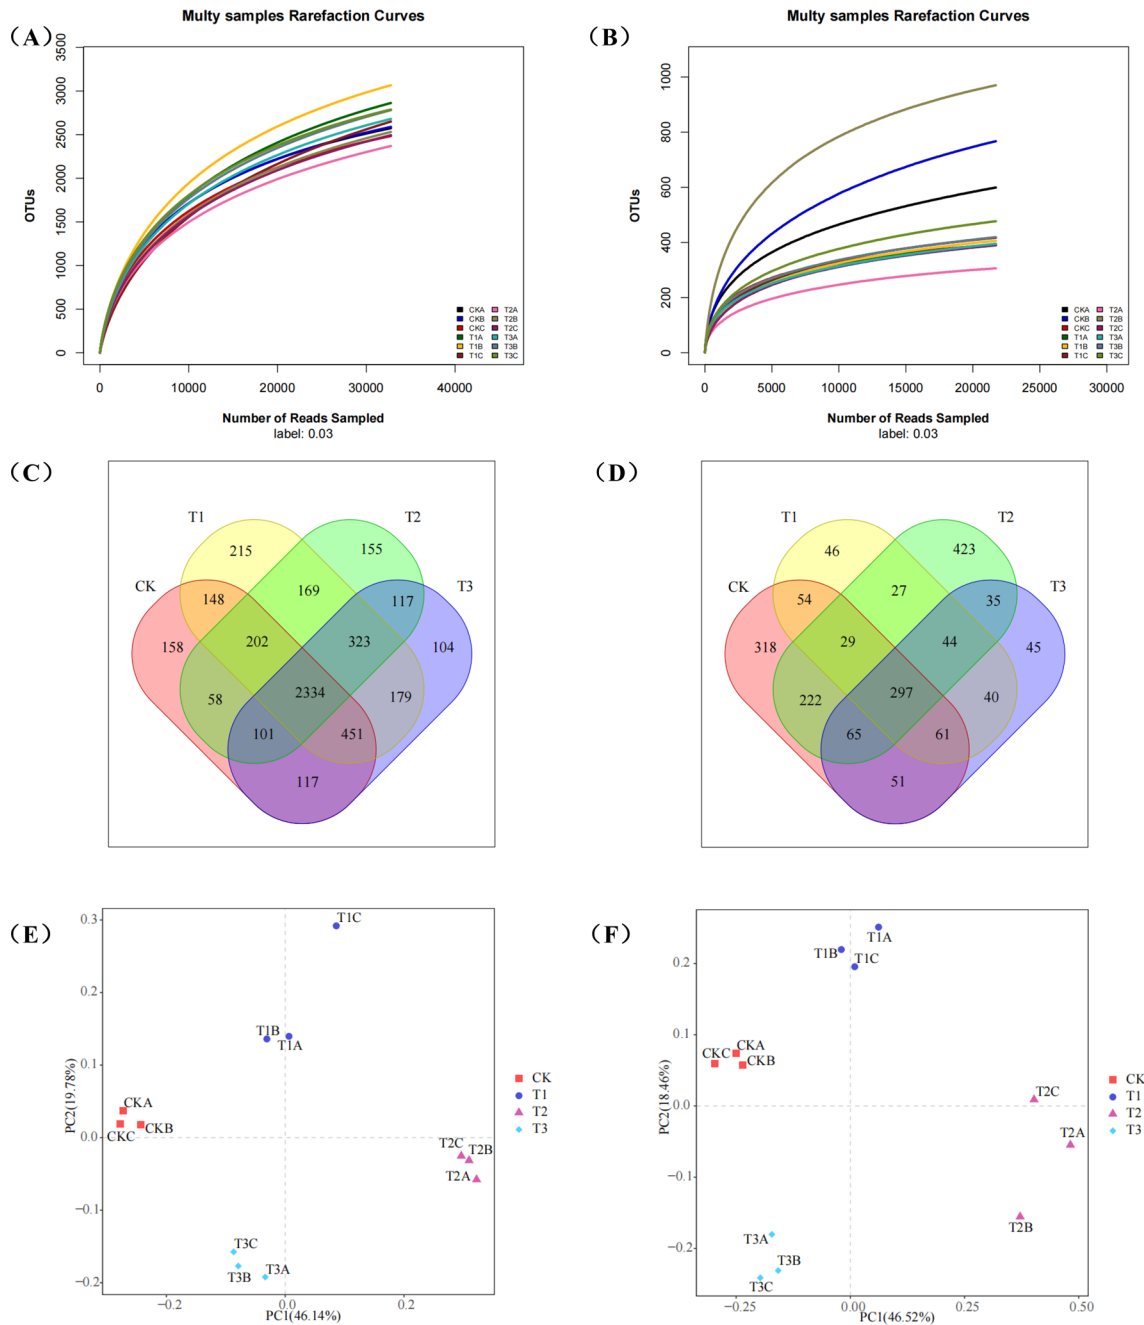 Multy samples Rarefaction Curves
(A)
OTUs
0
500
1000
1500
2000
2500
3000
3500
0
10000
20000
30000
40000
CKA
CKB
CKC
T1A
T1B
T1C
T2A
T2B
T2C
T3A
T3B
T3C
Number of Reads Sampled
label: 0.03
Multy samples Rarefaction Curves
(B)
OTUs
0
200
400
600
800
1000
0
5000
10000
15000
20000
25000
30000
CKA
CKB
CKC
T1A
T1B
T1C
T2A
T2B
T2C
T3A
T3B
T3C
Number of Reads Sampled
label: 0.03
(C)
T1
T2
CK
T3
215
155
148
169
117
158
202
323
104
58
2334
179
101
451
117
(D)
T1
T2
CK
T3
46
423
54
27
35
318
29
44
45
222
297
40
65
61
51
(E)
PC2(19.78%)
0.3
0.2
0.1
0.0
−0.1
−0.2
T1C
T1B
T1A
CKA
CKC
CKB
T2C
T2B
T2A
T3C
T3B
T3A
−0.2
0.0
0.2
PC1(46.14%)
CK
T1
T2
T3
(F)
PC2(18.46%)
0.2
0.1
0.0
−0.1
−0.2
T1A
T1B
T1C
CKA
CKC
CKB
T2C
T2A
T2B
T3A
T3B
T3C
−0.25
0.00
0.25
0.50
PC1(46.52%)
CK
T1
T2
T3